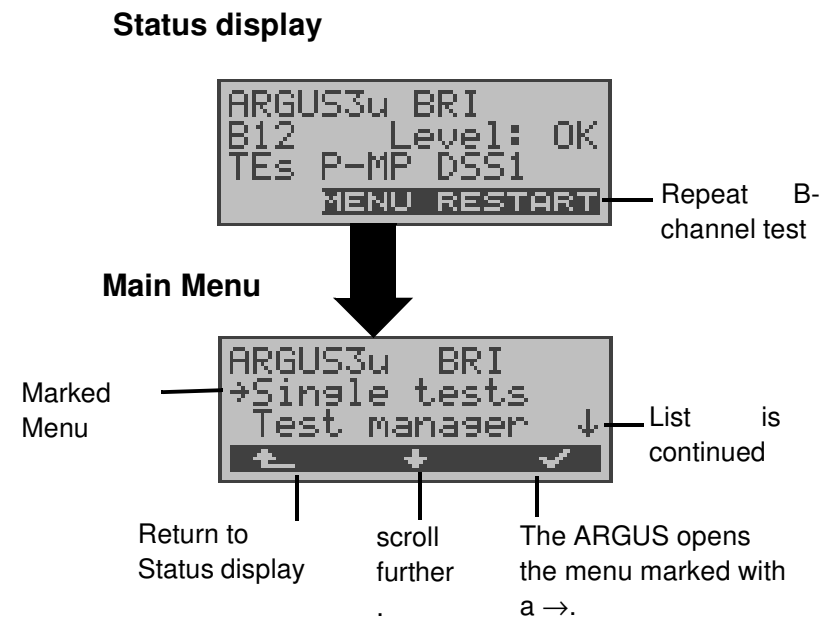 Status display
ARGUS3u BRI
B12 Level: OK
TEs P-MP DSS1
MENU RESTART
Repeat B-
channel test
Main Menu
ARGUS3u BRI
→Single tests
Test manager ↓
Marked
Menu
List is
continued
Return to
Status display
scroll
further
.
The ARGUS opens
the menu marked with
a →.